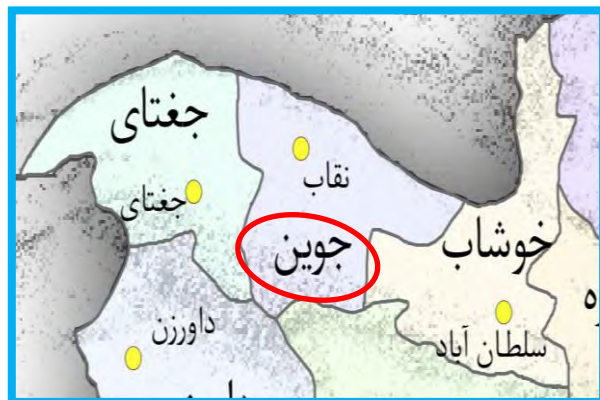 جغتای
نقاب
جغتای
جوین
خوشاب
داورزن
سلطان آباد